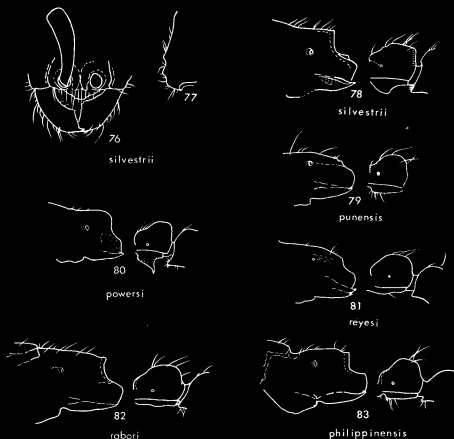 76
77
silvestrii
78
silvestrii
79
punensis
80
powersi
81
reyesi
82
rabori
83
philippinensis